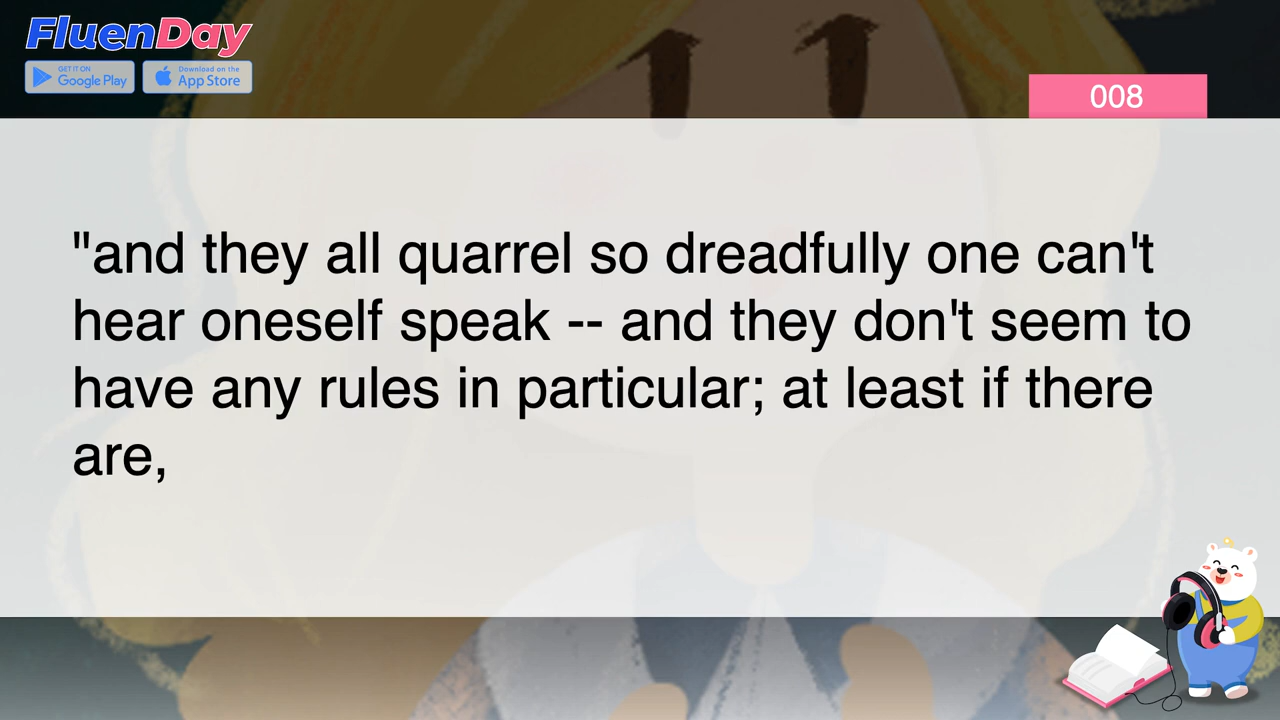 FluenDay
GET IT ON
Google Play
Download on the
App Store
008
"and they all quarrel so dreadfully one can't
hear oneself speak -- and they don't seem to
have any rules in particular; at least if there
are,